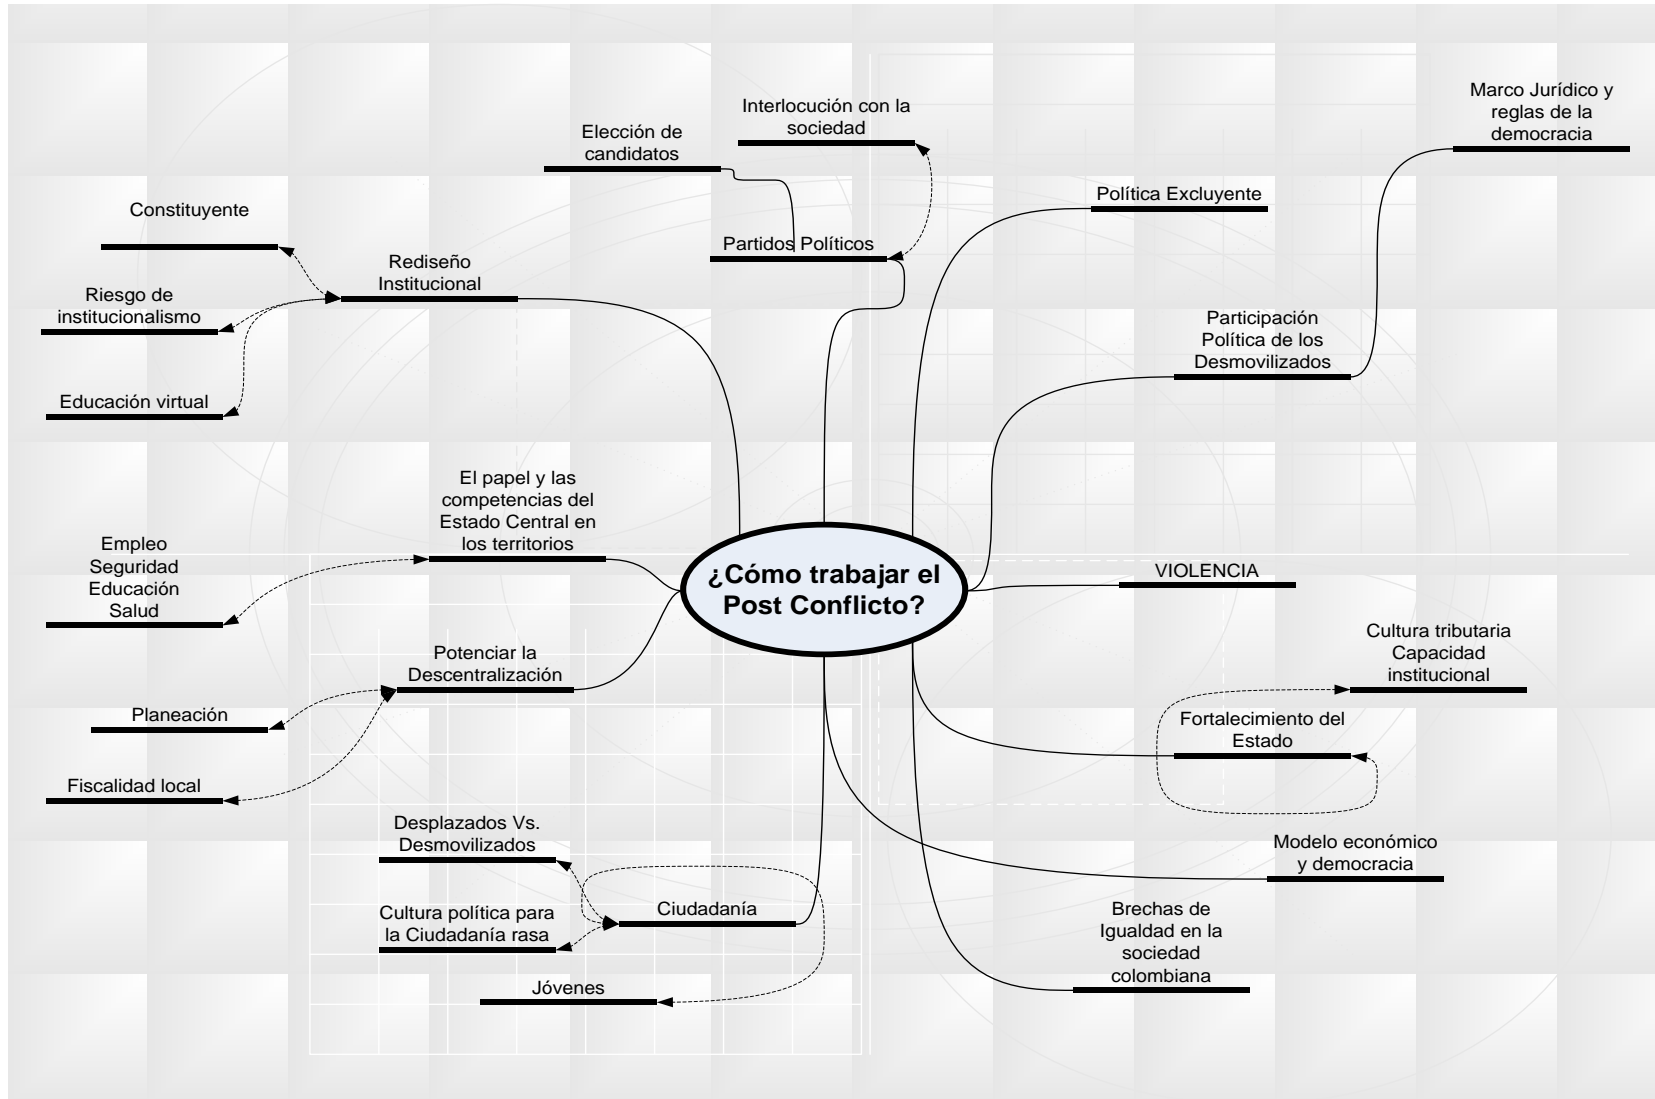 Interlocución con la
sociedad
Elección de
candidatos
Partidos Políticos
Marco Jurídico y
reglas de la
democracia
Política Excluyente
Participación
Política de los
Desmovilizados
Constituyente
Rediseño
Institucional
Riesgo de
institucionalismo
Educación virtual
El papel y las
competencias del
Estado Central en
los territorios
Empleo
Seguridad
Educación
Salud
¿Cómo trabajar el
Post Conflicto?
VIOLENCIA
Potenciar la
Descentralización
Planeación
Fiscalidad local
Cultura tributaria
Capacidad
institucional
Fortalecimiento del
Estado
Desplazados Vs.
Desmovilizados
Ciudadanía
Cultura política para
la Ciudadanía rasa
Jóvenes
Modelo económico
y democracia
Brechas de
Igualdad en la
sociedad
colombiana